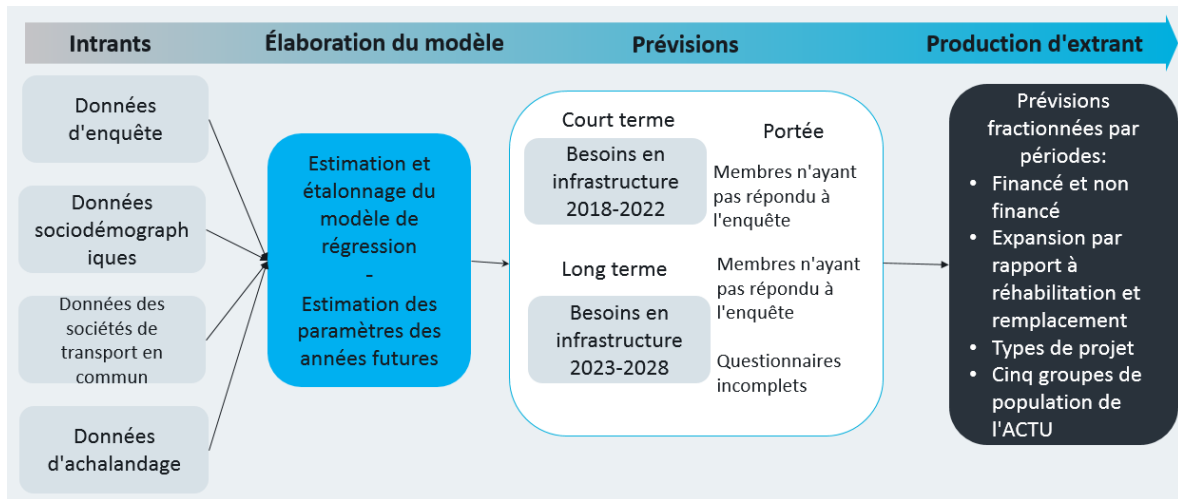 Intrants
Élaboration du modèle
Prévisions
Production d'extrant
Données
d'enquête
Données
sociodémograph
iques
Données des
sociétés de
transport en
commun
Données
d'achalandage
Estimation et
étalonnage du
modèle de
régression
-
Estimation des
paramètres des
années futures
Court terme
Besoins en
infrastructure
2018-2022
Portée
Membres n'ayant
pas répondu à
l'enquête
Long terme
Besoins en
infrastructure
2023-2028
Membres n'ayant
pas répondu à
l'enquête
Questionnaires
incomplets
Prévisions
fractionnées par
périodes:
• Financé et non
financé
• Expansion par
rapport à
réhabilitation et
remplacement
• Types de projet
• Cinq groupes de
population de
l'ACTU